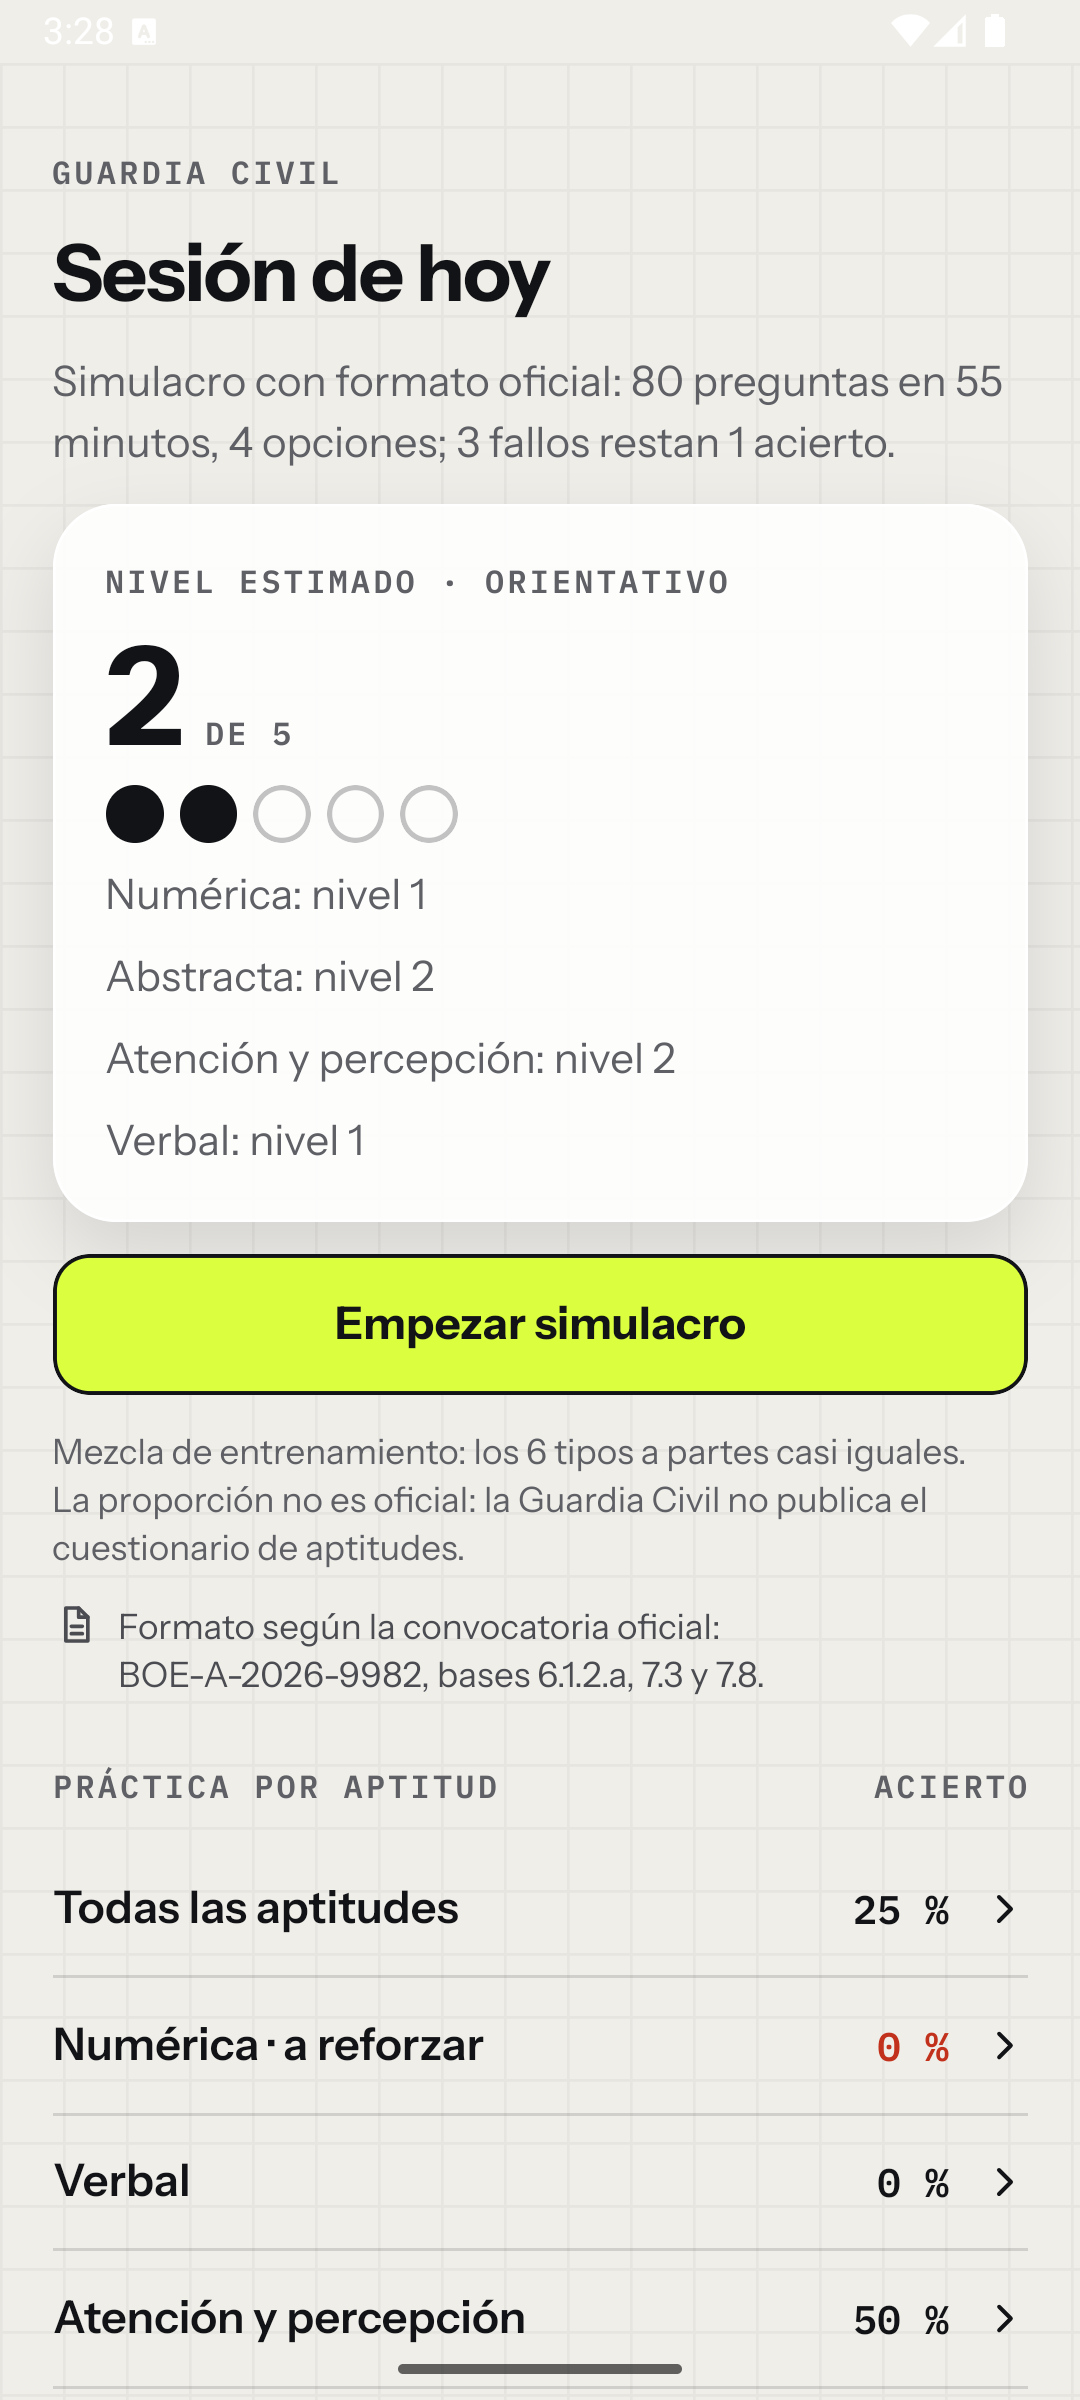 3:28
GUARDIA CIVIL
Sesión de hoy
Simulacro con formato oficial: 80 preguntas en 55
minutos, 4 opciones; 3 fallos restan 1 acierto.
NIVEL ESTIMADO · ORIENTATIVO
2 DE 5
Numérica: nivel 1
Abstracta: nivel 2
Atención y percepción: nivel 2
Verbal: nivel 1
Empezar simulacro
Mezcla de entrenamiento: los 6 tipos a partes casi iguales.
La proporción no es oficial: la Guardia Civil no publica el
cuestionario de aptitudes.
Formato según la convocatoria oficial:
BOE-A-2026-9982, bases 6.1.2.a, 7.3 y 7.8.
PRÁCTICA POR APTITUD ACIERTO
Todas las aptitudes 25 %
Numérica · a reforzar 0 %
Verbal 0 %
Atención y percepción 50 %